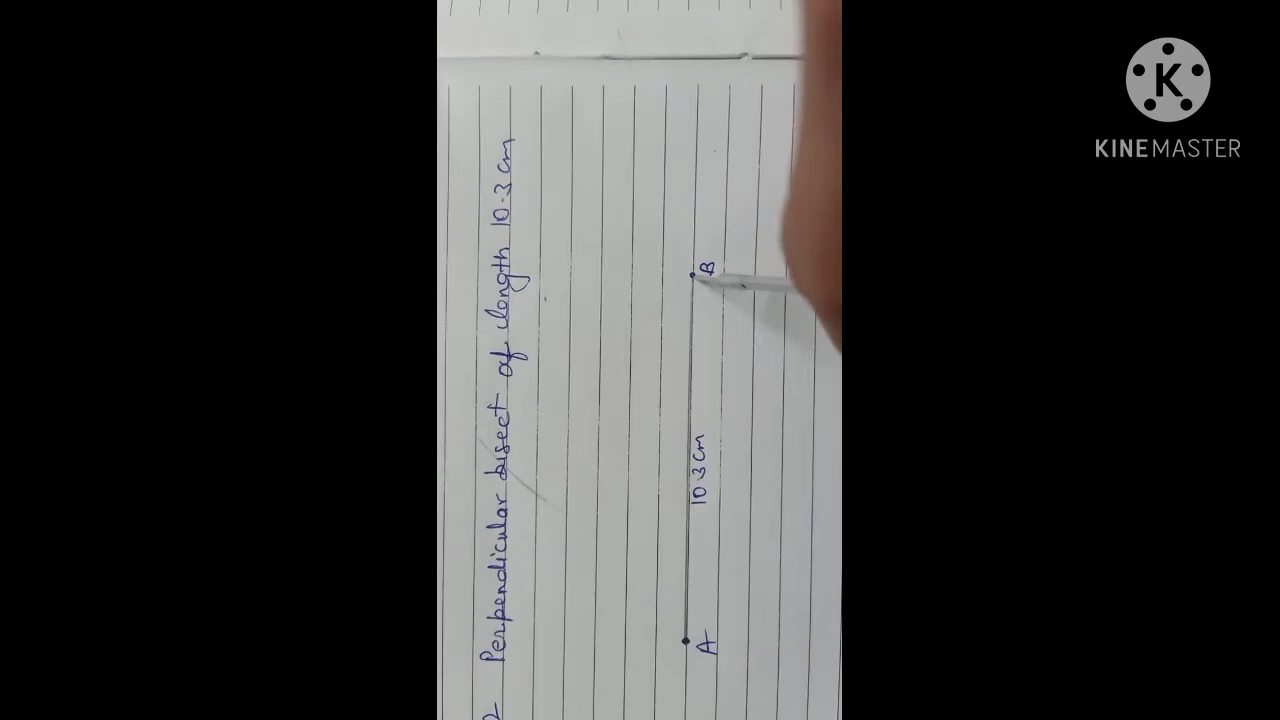 Perpendicular bisect of length 10.3 cm
10.3 cm
A
B
KINEMASTER